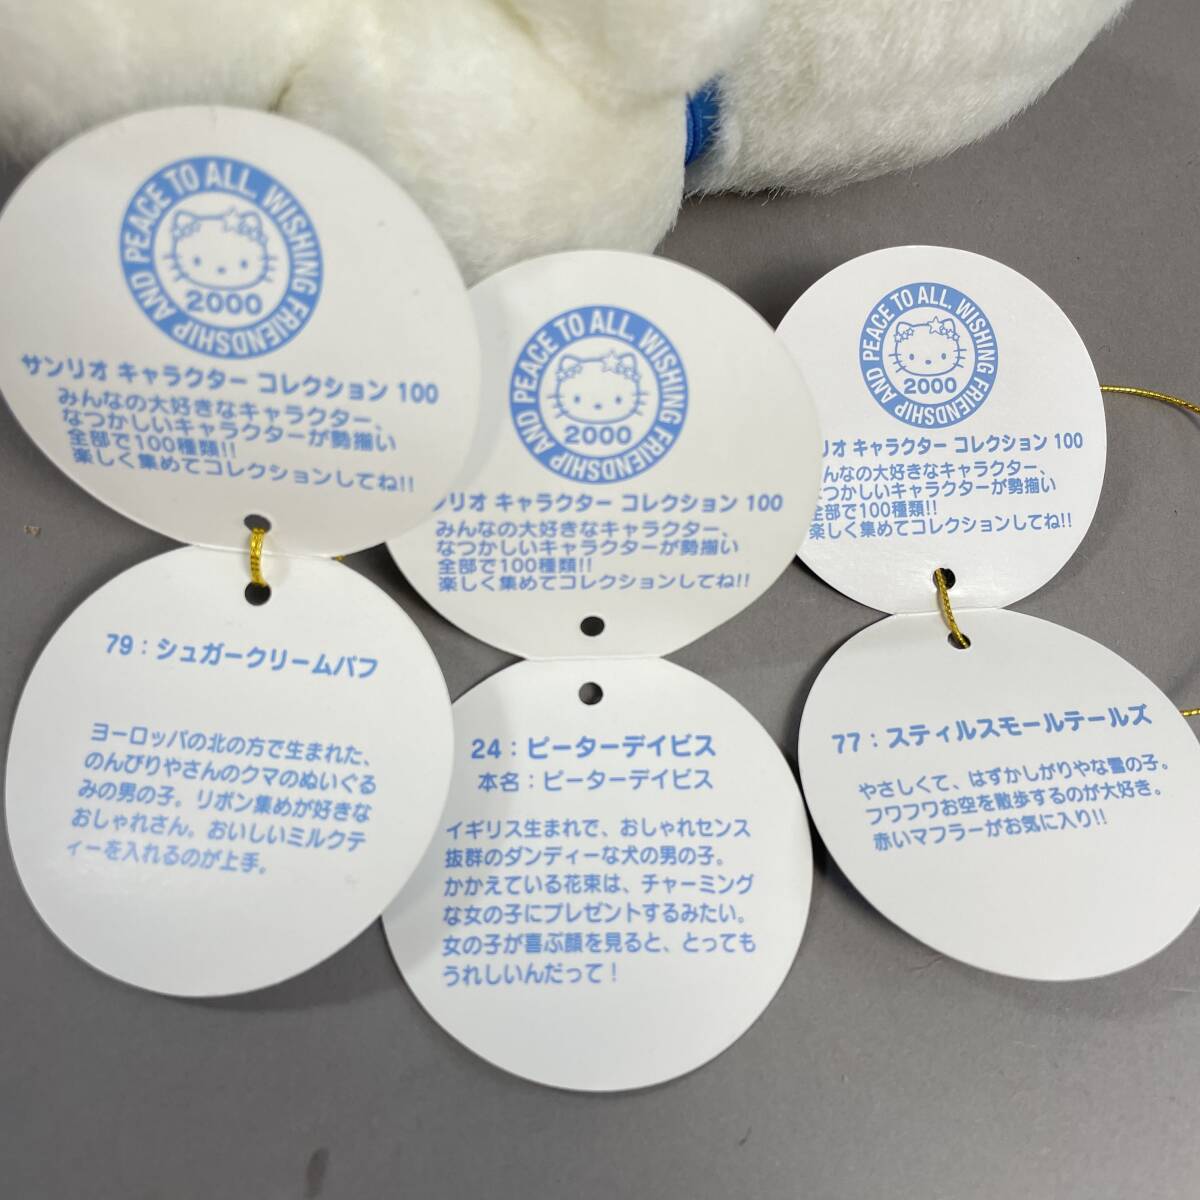 WISHING FRIENDSHIP AND PEACE TO ALL.
2000
サンリオ キャラクター コレクション 100
みんなの大好きなキャラクター、
なつかしいキャラクターが勢揃い
全部で100種類!!
楽しく集めてコレクションしてね!!
79：シュガークリームパフ
ヨーロッパの北の方で生まれた、
のんびりやさんのクマのぬいぐる
みの男の子。リボン集めが好きな
おしゃれさん。おいしいミルクテ
ィーを入れるのが上手。
WISHING FRIENDSHIP AND PEACE TO ALL.
2000
リオ キャラクター コレクション 100
みんなの大好きなキャラクター、
なつかしいキャラクターが勢揃い
全部で100種類!!
楽しく集めてコレクションしてね!!
24：ピーターデイビス
本名：ピーターデイビス
イギリス生まれで、おしゃれセンス
抜群のダンディーな犬の男の子。
かかえている花束は、チャーミング
な女の子にプレゼントするみたい。
女の子が喜ぶ顔を見ると、とっても
うれしいんだって！
WISHING FRIENDSHIP AND PEACE TO ALL.
2000
リオ キャラクター コレクション 100
みんなの大好きなキャラクター、
なつかしいキャラクターが勢揃い
全部で100種類!!
楽しく集めてコレクションしてね!!
77：スティルスモールテールズ
やさしくて、はずかしがりやな雪の子。
フワフワお空を散歩するのが大好き。
赤いマフラーがお気に入り!!